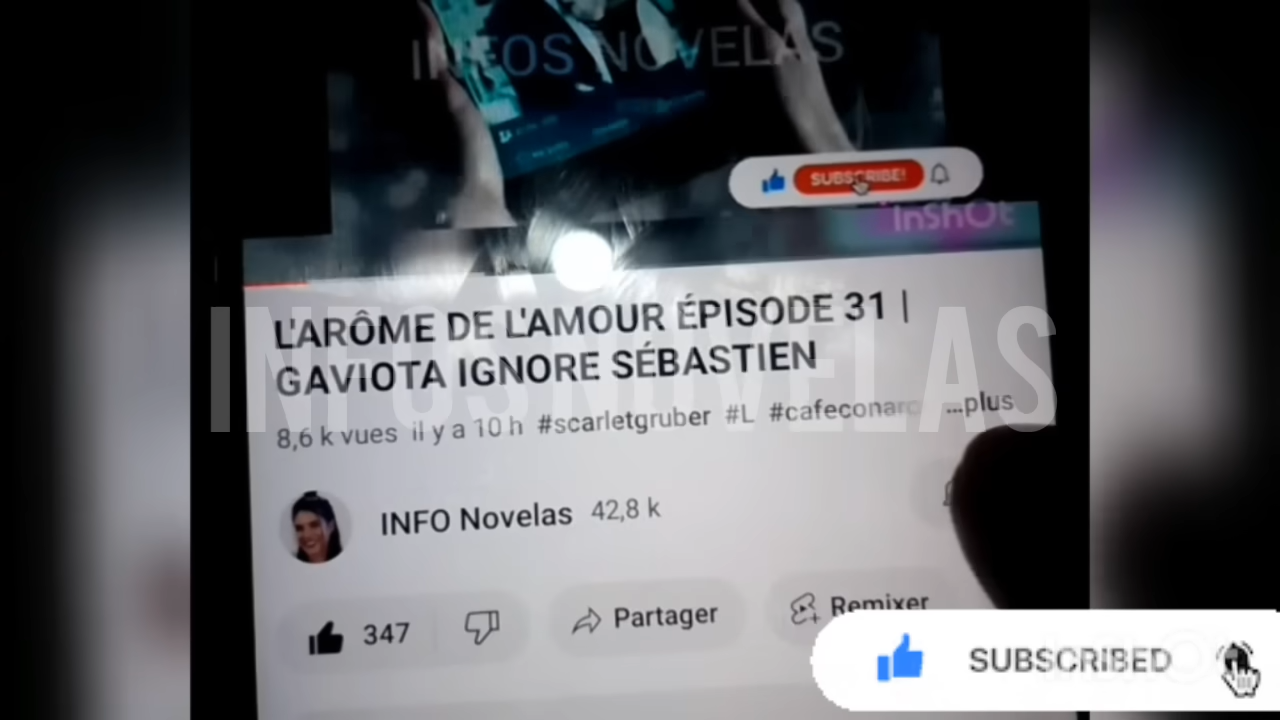 INFOS NOVELAS
SUBSCRIBE!
InShOt
L'ARÔME DE L'AMOUR ÉPISODE 31 |
GAVIOTA IGNORE SÉBASTIEN
INFOS NOVELAS
8,6 k vues il y a 10 h #scarletgruber #L #cafeconar ...plus
INFO Novelas 42,8 k
347 Partager Remixer
SUBSCRIBED